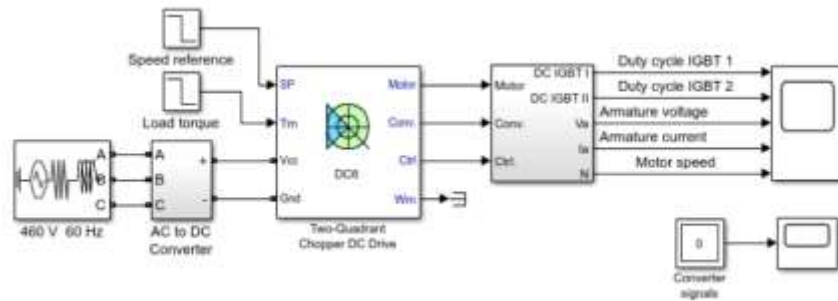 Speed reference
Load torque
A
B
C
460 V 60 Hz
A
B
C
+
-
AC to DC
Converter
SP
Tm
Vcc
Gnd
Motor
Conv.
Ctrl
Wm
Two-Quadrant
Chopper DC Drive
Motor
Conv.
Ctrl.
DC IGBT I
DC IGBT II
Va
Ia
N
Duty cycle IGBT 1
Duty cycle IGBT 2
Armature voltage
Armature current
Motor speed
0
Converter
signals